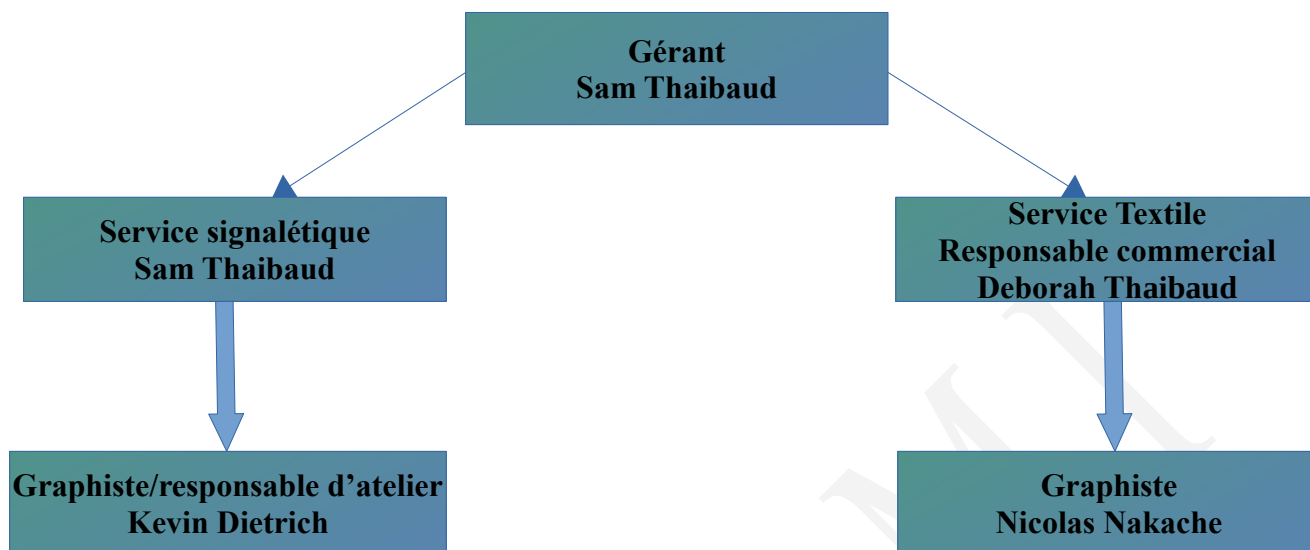 Gérant
Sam Thaibaud
Service signalétique
Sam Thaibaud
Service Textile
Responsable commercial
Deborah Thaibaud
Graphiste/responsable d’atelier
Kevin Dietrich
Graphiste
Nicolas Nakache
M I